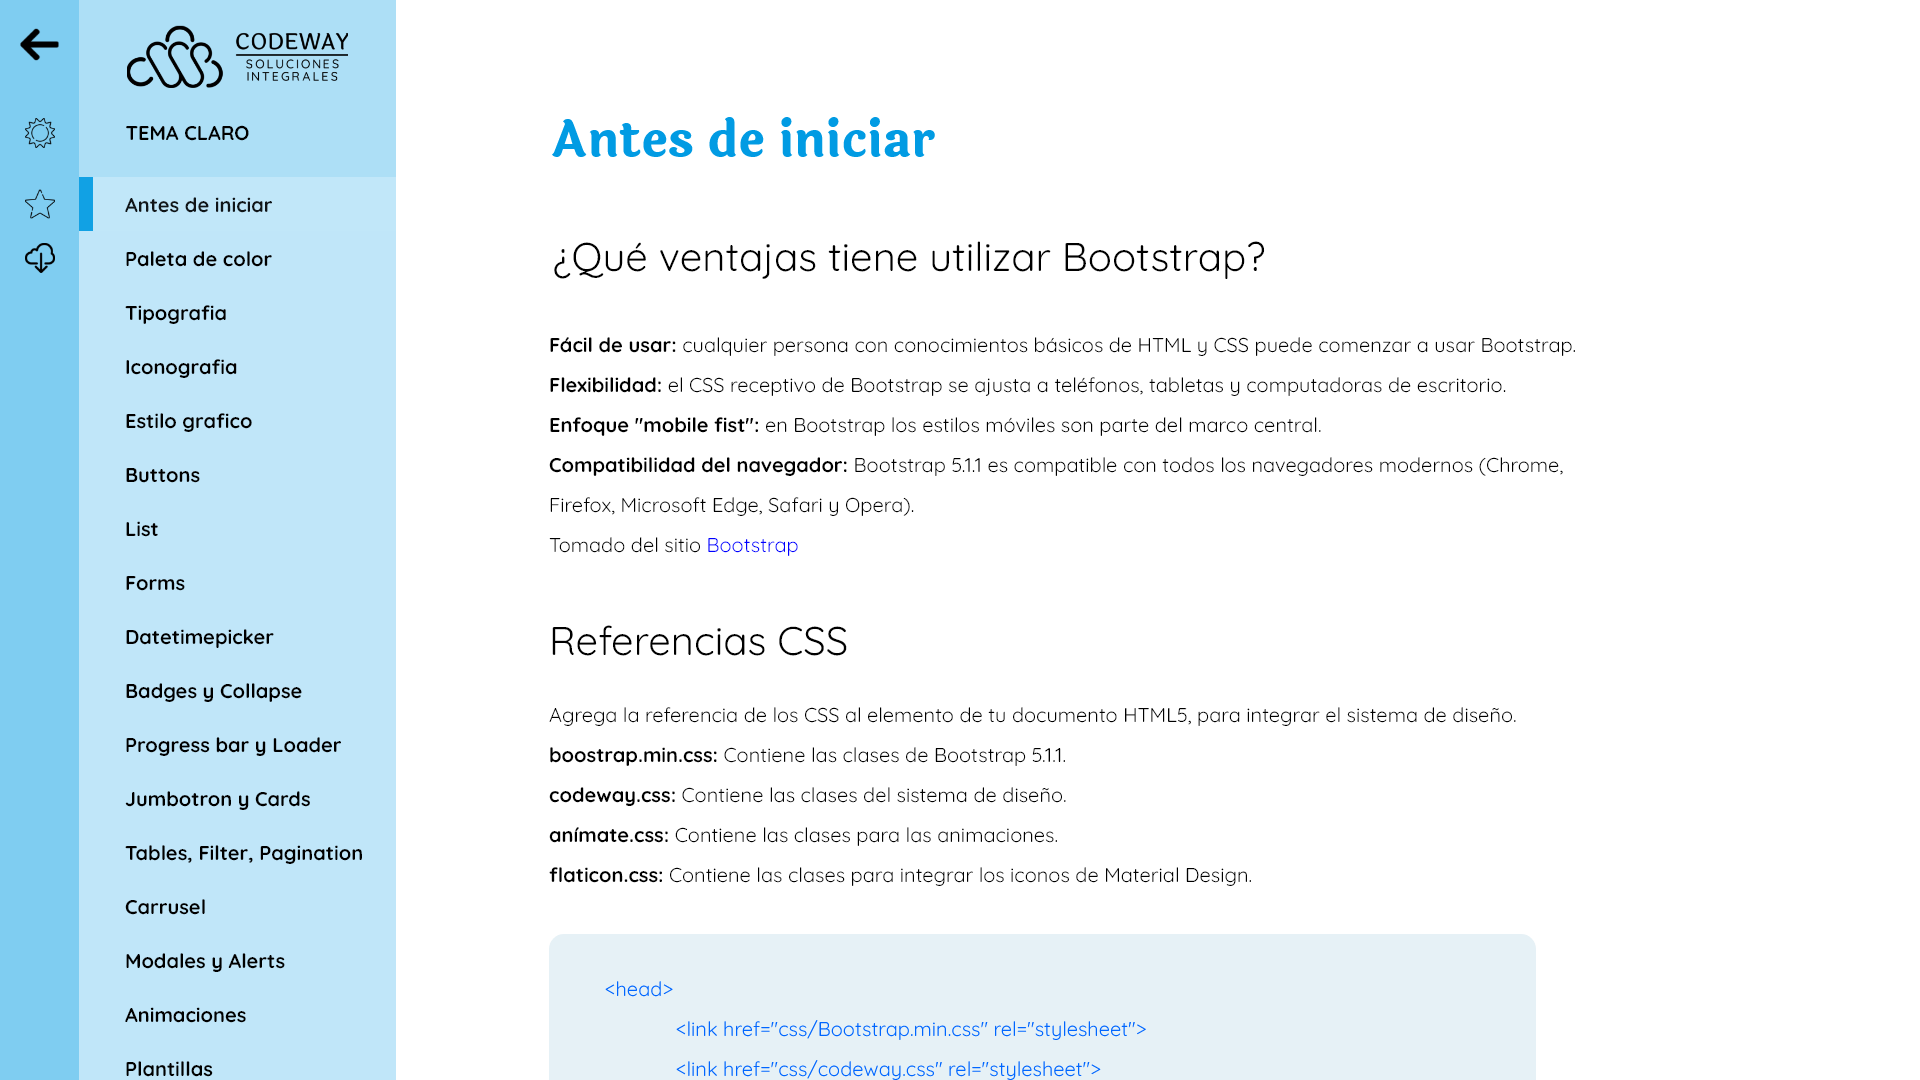 CODEWAY
SOLUCIONES
INTEGRALES
TEMA CLARO
Antes de iniciar
Paleta de color
Tipografia
Iconografia
Estilo grafico
Buttons
List
Forms
Datetimepicker
Badges y Collapse
Progress bar y Loader
Jumbotron y Cards
Tables, Filter, Pagination
Carrusel
Modales y Alerts
Animaciones
Plantillas
Antes de iniciar
¿Qué ventajas tiene utilizar Bootstrap?
Fácil de usar: cualquier persona con conocimientos básicos de HTML y CSS puede comenzar a usar Bootstrap.
Flexibilidad: el CSS receptivo de Bootstrap se ajusta a teléfonos, tabletas y computadoras de escritorio.
Enfoque "mobile fist": en Bootstrap los estilos móviles son parte del marco central.
Compatibilidad del navegador: Bootstrap 5.1.1 es compatible con todos los navegadores modernos (Chrome,
Firefox, Microsoft Edge, Safari y Opera).
Tomado del sitio Bootstrap
Referencias CSS
Agrega la referencia de los CSS al elemento de tu documento HTML5, para integrar el sistema de diseño.
boostrap.min.css: Contiene las clases de Bootstrap 5.1.1.
codeway.css: Contiene las clases del sistema de diseño.
anímate.css: Contiene las clases para las animaciones.
flaticon.css: Contiene las clases para integrar los iconos de Material Design.
<head>
<link href="css/Bootstrap.min.css" rel="stylesheet">
<link href="css/codeway.css" rel="stylesheet">